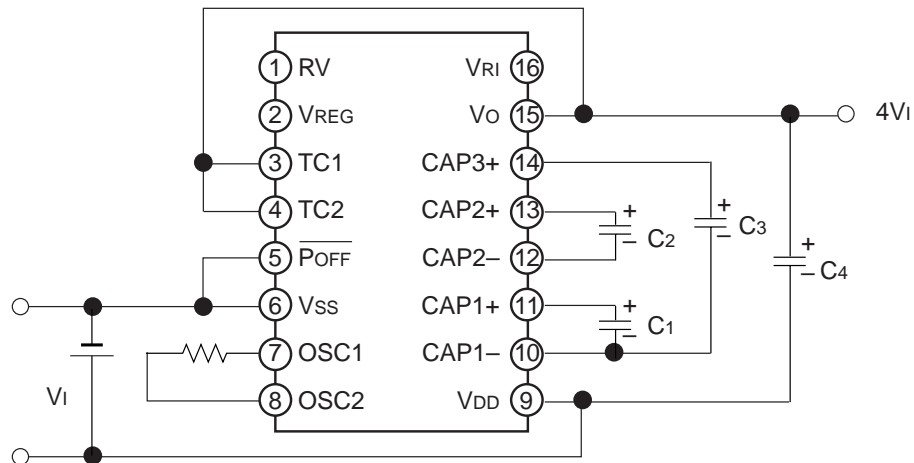 1 RV
2 VREG
3 TC1
4 TC2
5 POFF
6 VSS
7 OSC1
8 OSC2
VRI 16
VO 15
CAP3+ 14
CAP2+ 13
CAP2– 12
CAP1+ 11
CAP1– 10
VDD 9
VI
+
– C2
+
– C1
+
– C3
+
– C4
4VI